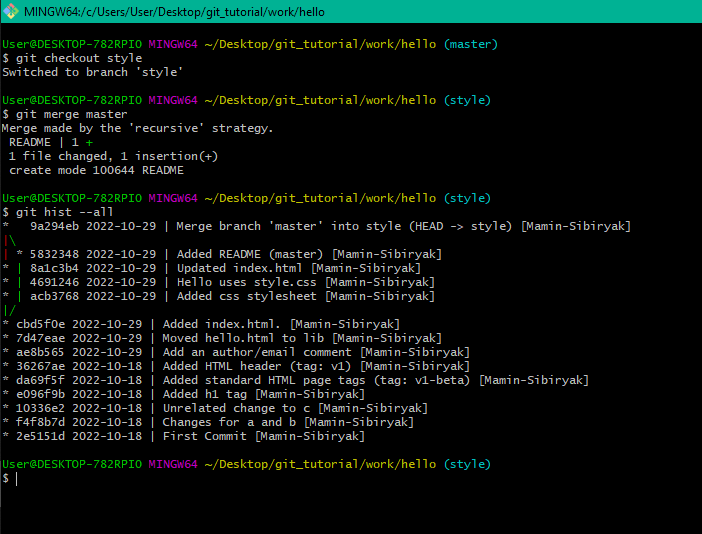 MINGW64:/c/Users/User/Desktop/git_tutorial/work/hello
User@DESKTOP-782RPIO MINGW64 ~/Desktop/git_tutorial/work/hello (master)
$ git checkout style
Switched to branch 'style'
User@DESKTOP-782RPIO MINGW64 ~/Desktop/git_tutorial/work/hello (style)
$ git merge master
Merge made by the 'recursive' strategy.
 README | 1 +
 1 file changed, 1 insertion(+)
 create mode 100644 README
User@DESKTOP-782RPIO MINGW64 ~/Desktop/git_tutorial/work/hello (style)
$ git hist --all
*   9a294eb 2022-10-29 | Merge branch 'master' into style (HEAD -> style) [Mamin-Sibiryak]
|\
| * 5832348 2022-10-29 | Added README (master) [Mamin-Sibiryak]
* | 8a1c3b4 2022-10-29 | Updated index.html [Mamin-Sibiryak]
* | 4691246 2022-10-29 | Hello uses style.css [Mamin-Sibiryak]
* | acb3768 2022-10-29 | Added css stylesheet [Mamin-Sibiryak]
|/
* cbd5f0e 2022-10-29 | Added index.html. [Mamin-Sibiryak]
* 7d47eae 2022-10-29 | Moved hello.html to lib [Mamin-Sibiryak]
* ae8b565 2022-10-29 | Add an author/email comment [Mamin-Sibiryak]
* 36267ae 2022-10-18 | Added HTML header (tag: v1) [Mamin-Sibiryak]
* da69f5f 2022-10-18 | Added standard HTML page tags (tag: v1-beta) [Mamin-Sibiryak]
* e096f9b 2022-10-18 | Added h1 tag [Mamin-Sibiryak]
* 10336e2 2022-10-18 | Unrelated change to c [Mamin-Sibiryak]
* f4f8b7d 2022-10-18 | Changes for a and b [Mamin-Sibiryak]
* 2e5151d 2022-10-18 | First Commit [Mamin-Sibiryak]
User@DESKTOP-782RPIO MINGW64 ~/Desktop/git_tutorial/work/hello (style)
$